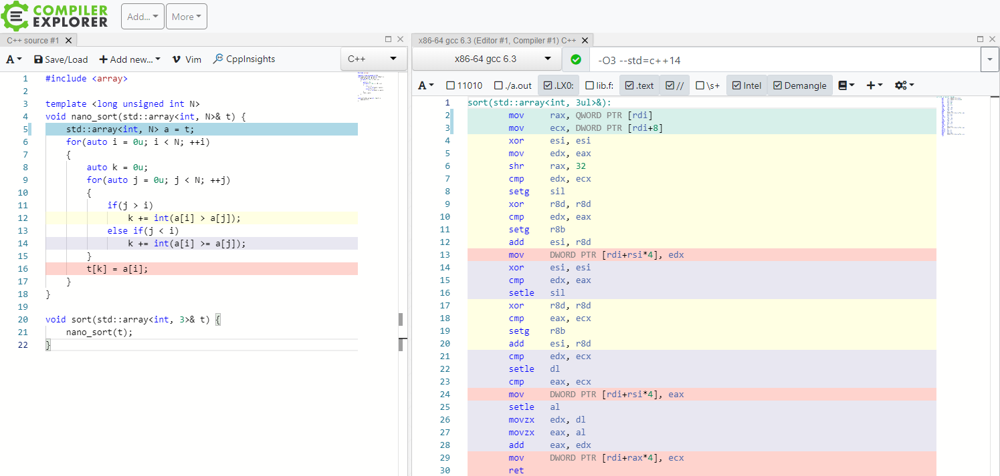 COMPILER EXPLORER Add... More
C++ source #1
A Save/Load Add new... Vim CppInsights C++
1 #include <array>
2
3 template <long unsigned int N>
4 void nano_sort(std::array<int, N>& t) {
5 std::array<int, N> a = t;
6 for(auto i = 0u; i < N; ++i)
7 {
8 auto k = 0u;
9 for(auto j = 0u; j < N; ++j)
10 {
11 if(j > i)
12 k += int(a[i] > a[j]);
13 else if(j < i)
14 k += int(a[i] >= a[j]);
15 }
16 t[k] = a[i];
17 }
18 }
19
20 void sort(std::array<int, 3>& t) {
21 nano_sort(t);
22 }
x86-64 gcc 6.3 (Editor #1, Compiler #1) C++
x86-64 gcc 6.3 -O3 --std=c++14
A 11010 ./a.out .LX0: lib.f: .text // \s+ Intel Demangle
1 sort(std::array<int, 3ul>&):
2 mov rax, QWORD PTR [rdi]
3 mov ecx, DWORD PTR [rdi+8]
4 xor esi, esi
5 mov edx, eax
6 shr rax, 32
7 cmp edx, ecx
8 setg sil
9 xor r8d, r8d
10 cmp edx, eax
11 setg r8b
12 add esi, r8d
13 mov DWORD PTR [rdi+rsi*4], edx
14 xor esi, esi
15 cmp edx, eax
16 setle sil
17 xor r8d, r8d
18 cmp eax, ecx
19 setg r8b
20 add esi, r8d
21 cmp edx, ecx
22 setle dl
23 cmp eax, ecx
24 mov DWORD PTR [rdi+rsi*4], eax
25 setle al
26 movzx edx, dl
27 movzx eax, al
28 add eax, edx
29 mov DWORD PTR [rdi+rax*4], ecx
30 ret